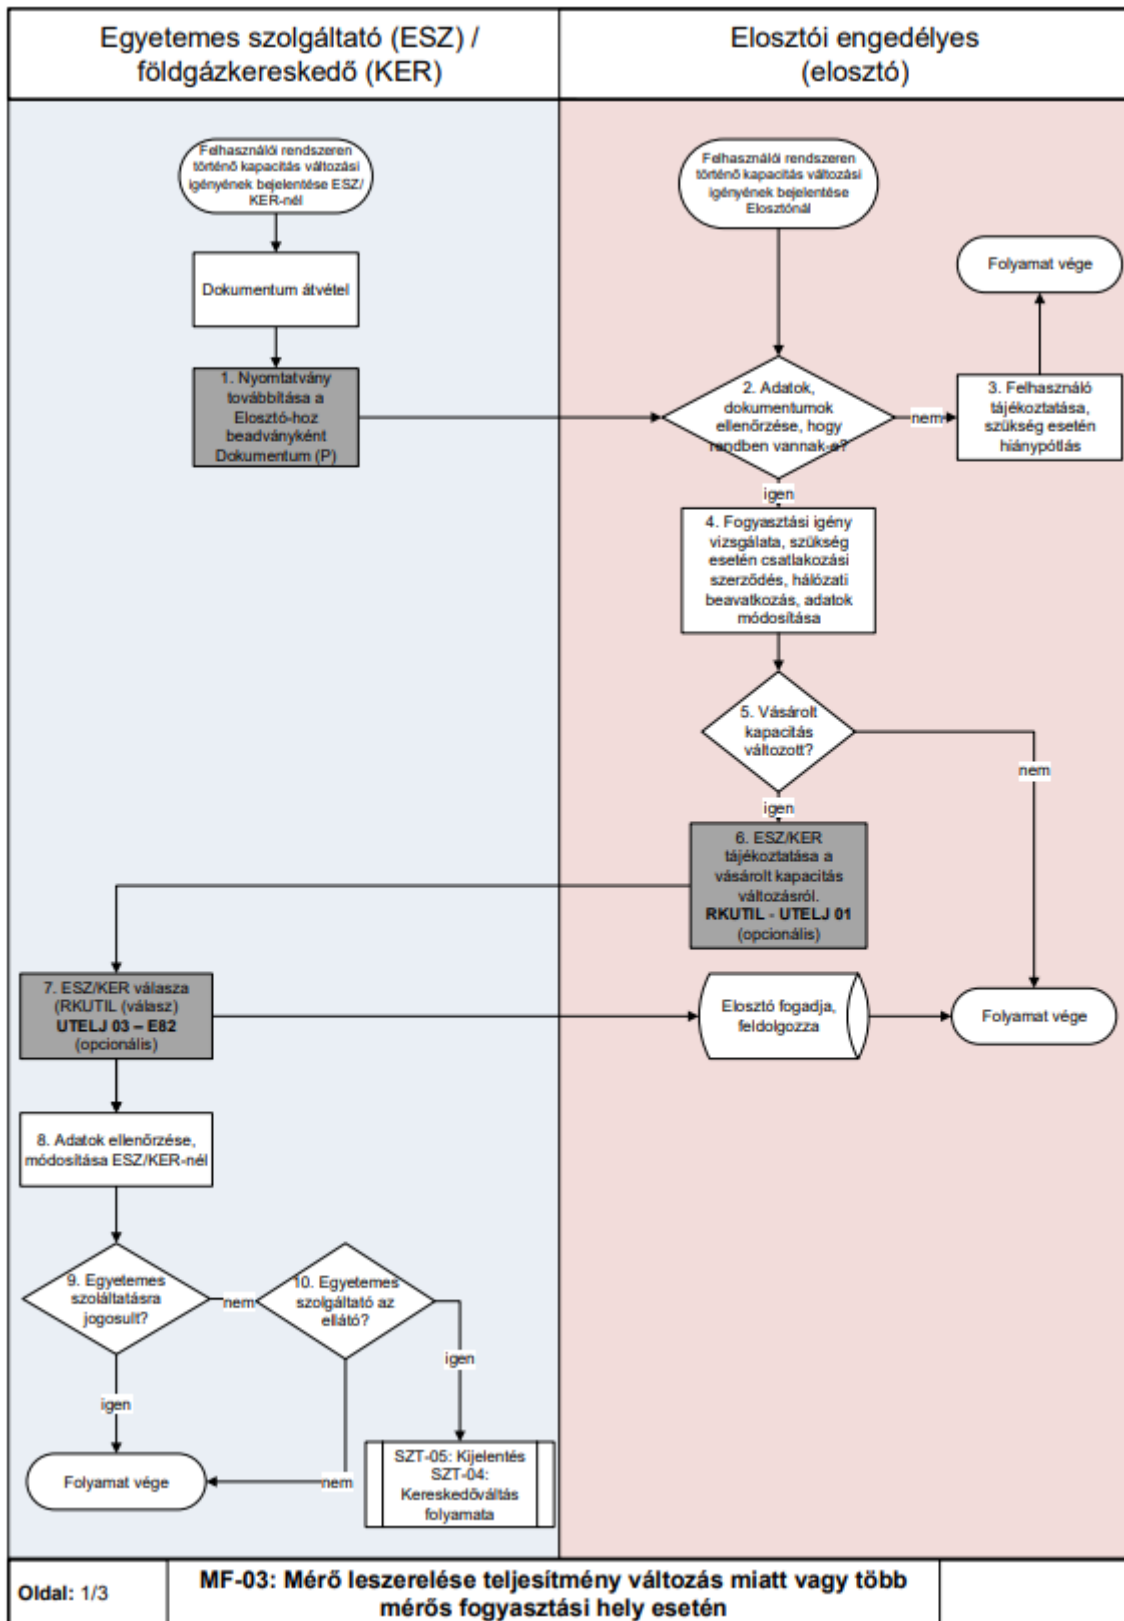 Egyetemes szolgáltató (ESZ) /
földgázkereskedő (KER)
Elosztói engedélyes
(elosztó)
Felhasználói rendszeren
történő kapacitás változási
igényének bejelentése ESZ/
KER-nél
Dokumentum átvétel
1. Nyomtatvány
továbbítása a
Elosztó-hoz
beadványként
Dokumentum (P)
Felhasználói rendszeren
történő kapacitás változási
igényének bejelentése
Elosztónál
Folyamat vége
2. Adatok,
dokumentumok
ellenőrzése, hogy
rendben vannak-e?
nem
3. Felhasználó
tájékoztatása,
szükség esetén
hiánypótlás
igen
4. Fogyasztási igény
vizsgálata, szükség
esetén csatlakozási
szerződés, hálózati
beavatkozás, adatok
módosítása
5. Vásárolt
kapacitás
változott?
nem
igen
6. ESZ/KER
tájékoztatása a
vásárolt kapacitás
változásról.
RKUTIL - UTELJ 01
(opcionális)
7. ESZ/KER válasza
(RKUTIL (válasz)
UTELJ 03 – E82
(opcionális)
Elosztó fogadja,
feldolgozza
Folyamat vége
8. Adatok ellenőrzése,
módosítása ESZ/KER-nél
9. Egyetemes
szoláltatásra
jogosult?
nem
10. Egyetemes
szolgáltató az
ellátó?
igen
igen
nem
Folyamat vége
SZT-05: Kijelentés
SZT-04:
Kereskedőváltás
folyamata
Oldal: 1/3
MF-03: Mérő leszerelése teljesítmény változás miatt vagy több
mérős fogyasztási hely esetén